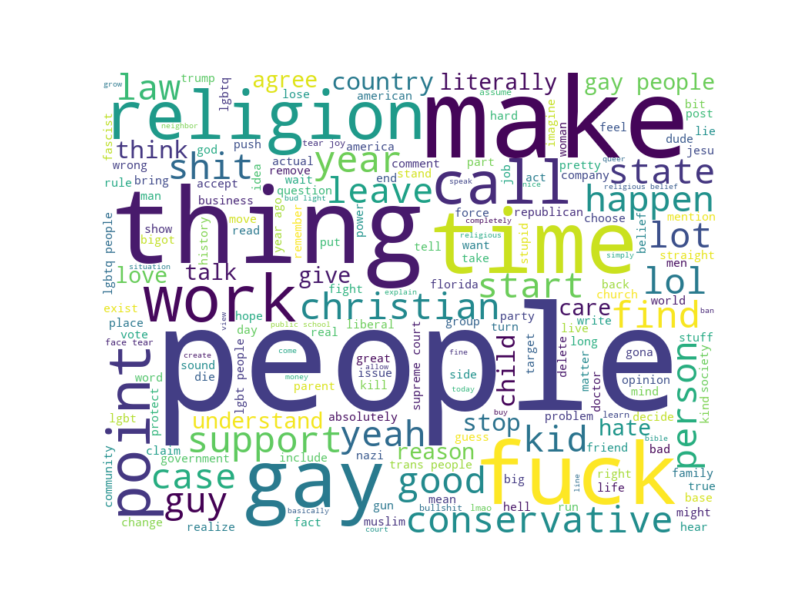 grow
trump
lgbtq
agree
country
literally
gay people
law
lose
american
assume
bit
religion
make
hard
imagine
post
fascist
neighbor
tear joy
america
woman
feel
dude
lie
think
god
push
jesu
wrong
shit
idea
actual
year
comment
part
call
job
pretty
state
bring
accept
remove
end
stand
act
company
rule
question
wait
leave
speak
nice
queer
religious belief
man
business
bud light
thing
completely
time
happen
show
move
year ago
remember
put
power
force
republican
stupid
choose
belief
mention
bigot
read
history
tell
want
straight
lgbtq people
love
talk
give
take
start
men
lot
religious
simply
situation
explain
fight
florida
care
church
back
world
lol
exist
work
hope
christian
party
live
write
find
place
day
public school
liberal
group
turn
long
stuff
vote
real
view
child
target
delete
matter
gona
ban
face tear
sound
create
come
great
fine
doctor
opinion
person
kind
society
word
die
people
allow
issue
side
mind
point
protect
lgbt people
money
parent
kill
supreme court
today
buy
learn
decide
lgbt
understand
absolutely
stop
problem
hate
claim
support
yeah
reason
guess
kid
friend
bible
bad
community
government
include
nazi
trans people
big
right
family
case
gay
good
fuck
life
true
guy
gun
mean
bullshit
lmao
line
base
change
basically
muslim
hell
run
might
realize
fact
court
conservative
hear